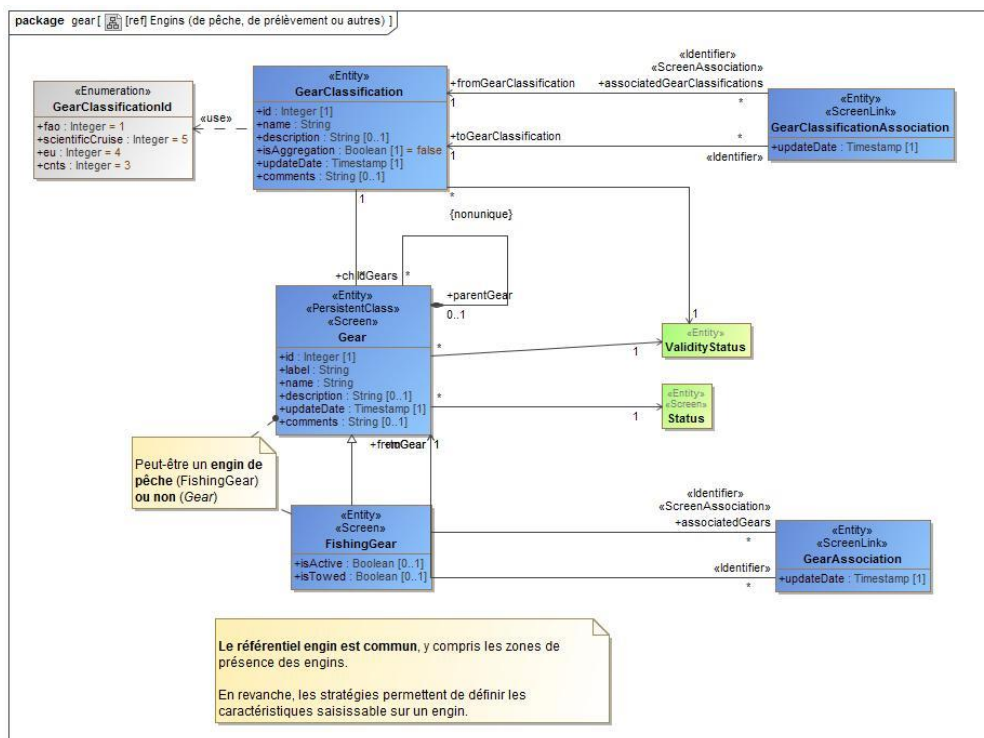 package gear [ [ref] Engins (de pêche, de prélèvement ou autres) ]
«Enumeration»
GearClassificationId
+fao : Integer = 1
+scientificCruise : Integer = 5
+eu : Integer = 4
+cnts : Integer = 3
«use»
«Entity»
GearClassification
+id : Integer [1]
+name : String
+description : String [0..1]
+isAggregation : Boolean [1] = false
+updateDate : Timestamp [1]
+comments : String [0..1]
+fromGearClassification
1
«Identifier»
«ScreenAssociation»
+associatedGearClassifications
*
+toGearClassification
1
*
«Identifier»
«Entity»
«ScreenLink»
GearClassificationAssociation
+updateDate : Timestamp [1]
1
*
{nonunique}
+childGears
*
*
+parentGear
0..1
«Entity»
«PersistentClass»
«Screen»
Gear
+id : Integer [1]
+label : String
+name : String
+description : String [0..1]
+updateDate : Timestamp [1]
+comments : String [0..1]
*
1
1
«Entity»
ValidityStatus
*
1
«Entity»
«Screen»
Status
1
Peut-être un engin de
pêche (FishingGear)
ou non (Gear)
«Entity»
«Screen»
FishingGear
+isActive : Boolean [0..1]
+isTowed : Boolean [0..1]
«Identifier»
«ScreenAssociation»
+associatedGears
*
«Identifier»
*
«Entity»
«ScreenLink»
GearAssociation
+updateDate : Timestamp [1]
Le référentiel engin est commun, y compris les zones de
présence des engins.
En revanche, les stratégies permettent de définir les
caractéristiques saisissable sur un engin.